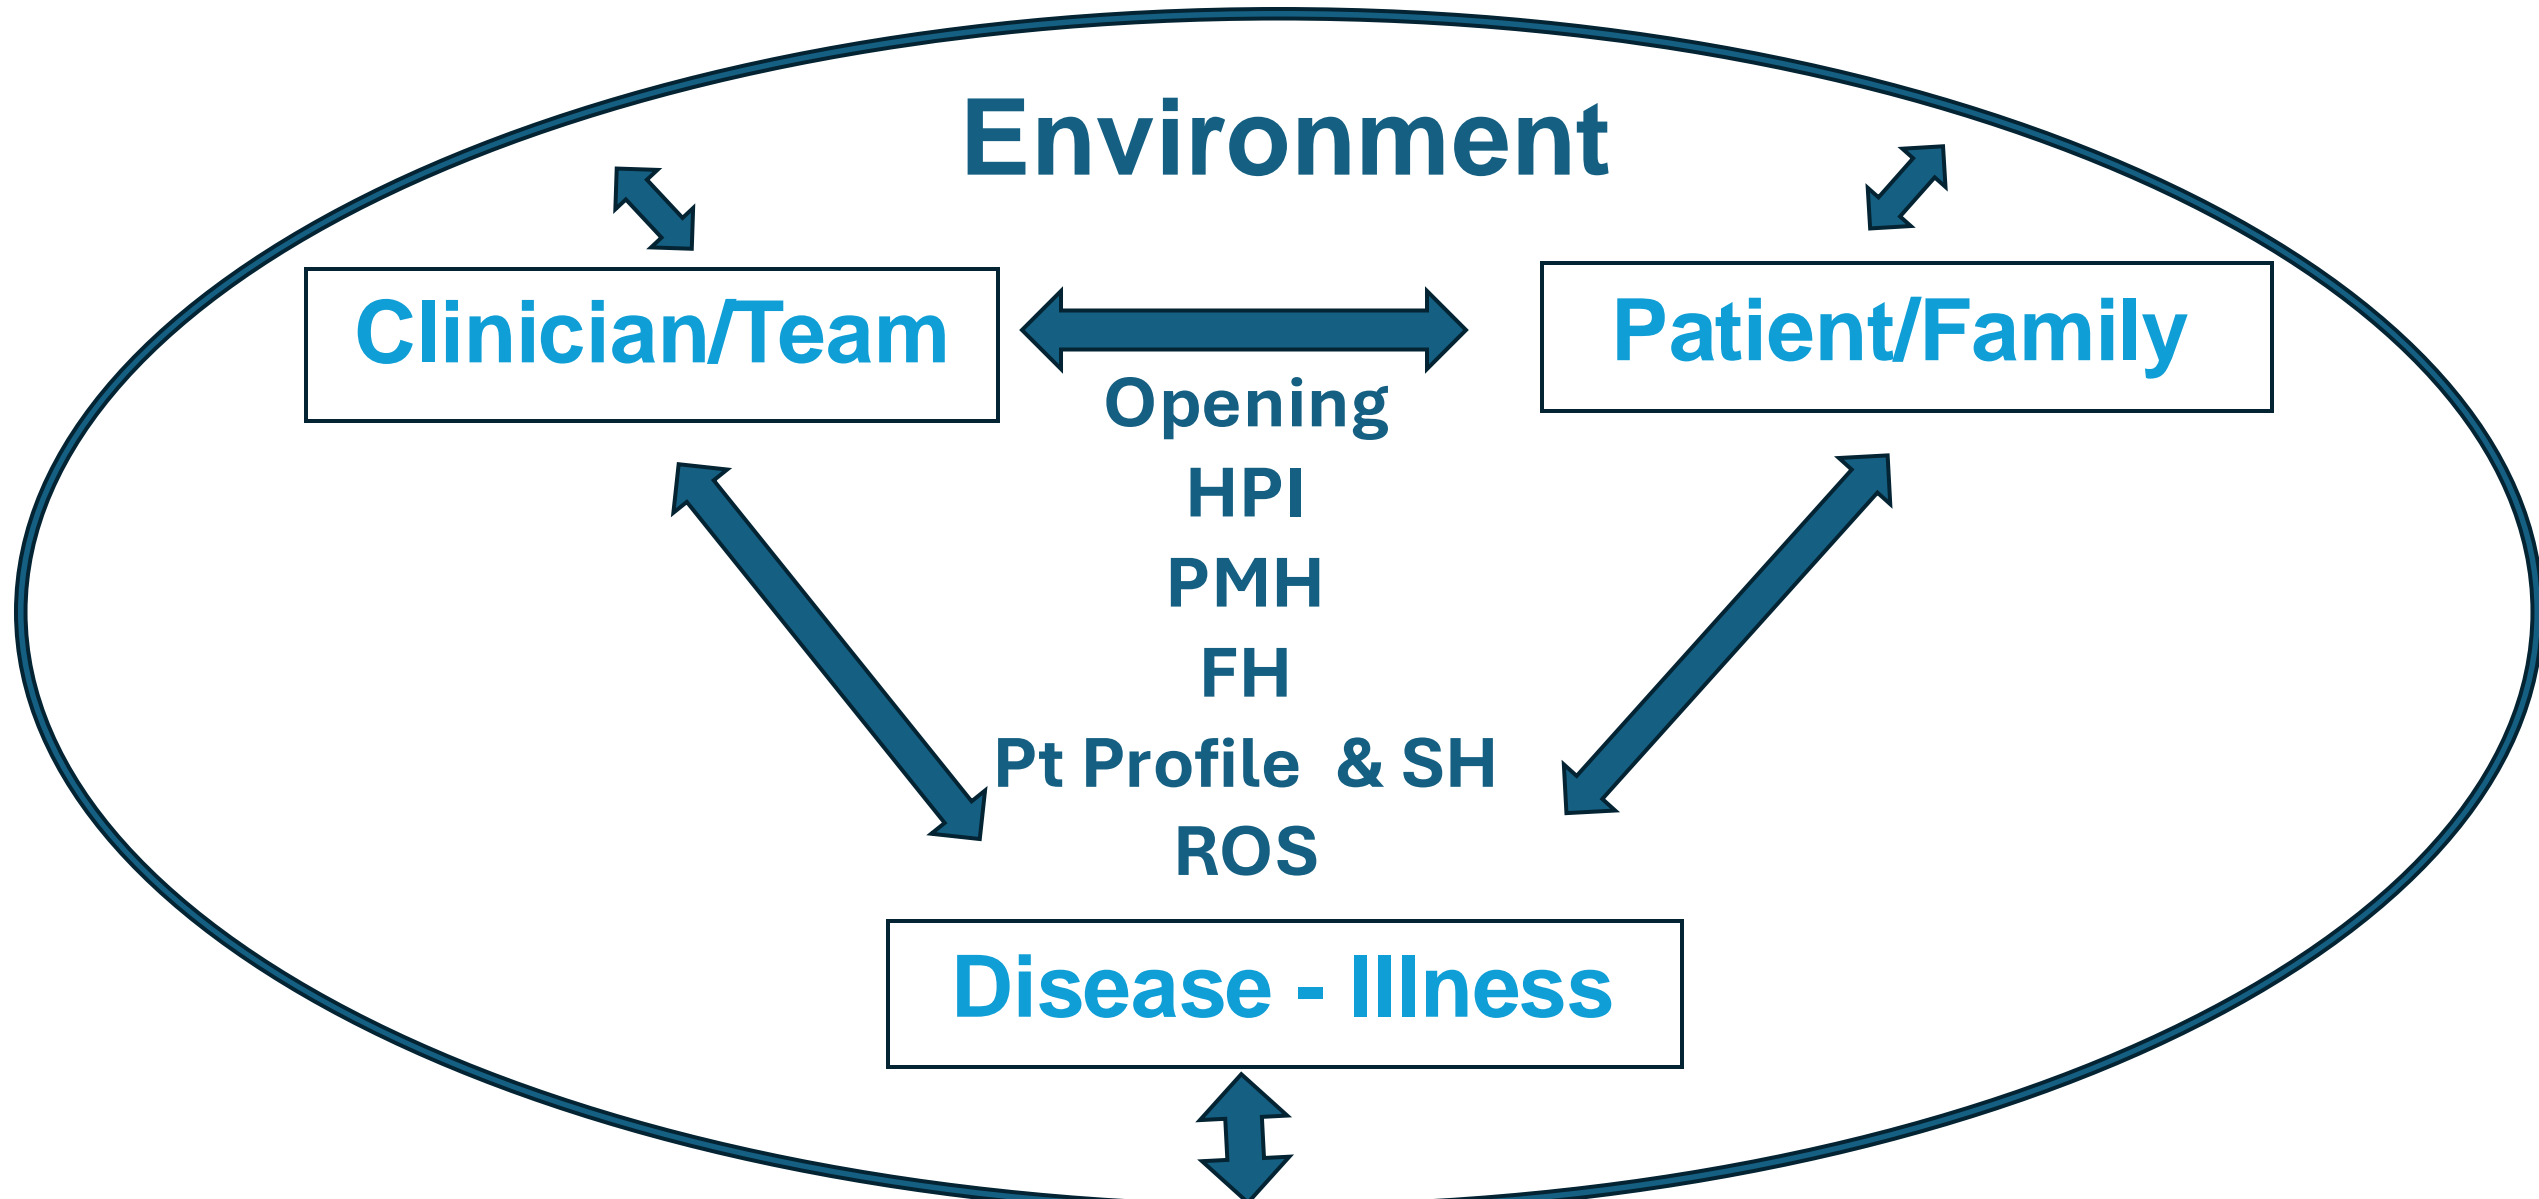 Environment
Clinician/Team
Patient/Family
Opening
HPI
PMH
FH
Pt Profile & SH
ROS
Disease - Illness